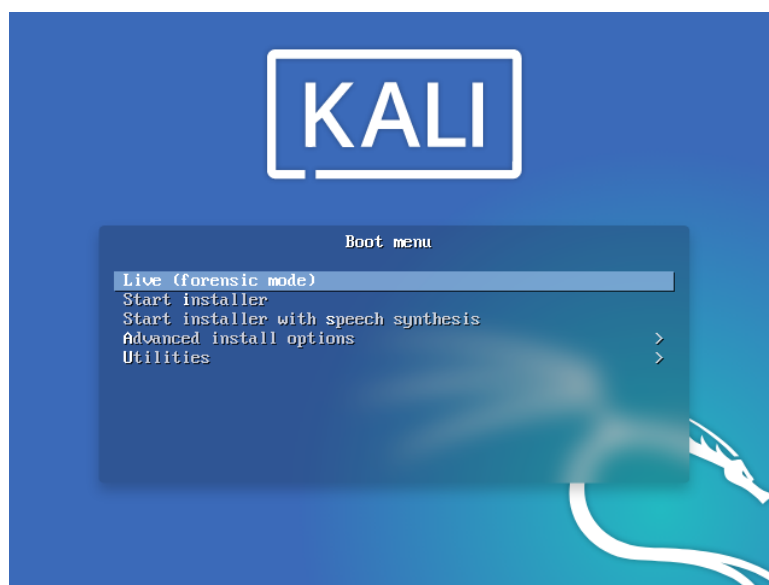 KALI
Boot menu
Live (forensic mode)
Start installer
Start installer with speech synthesis
Advanced install options >
Utilities >